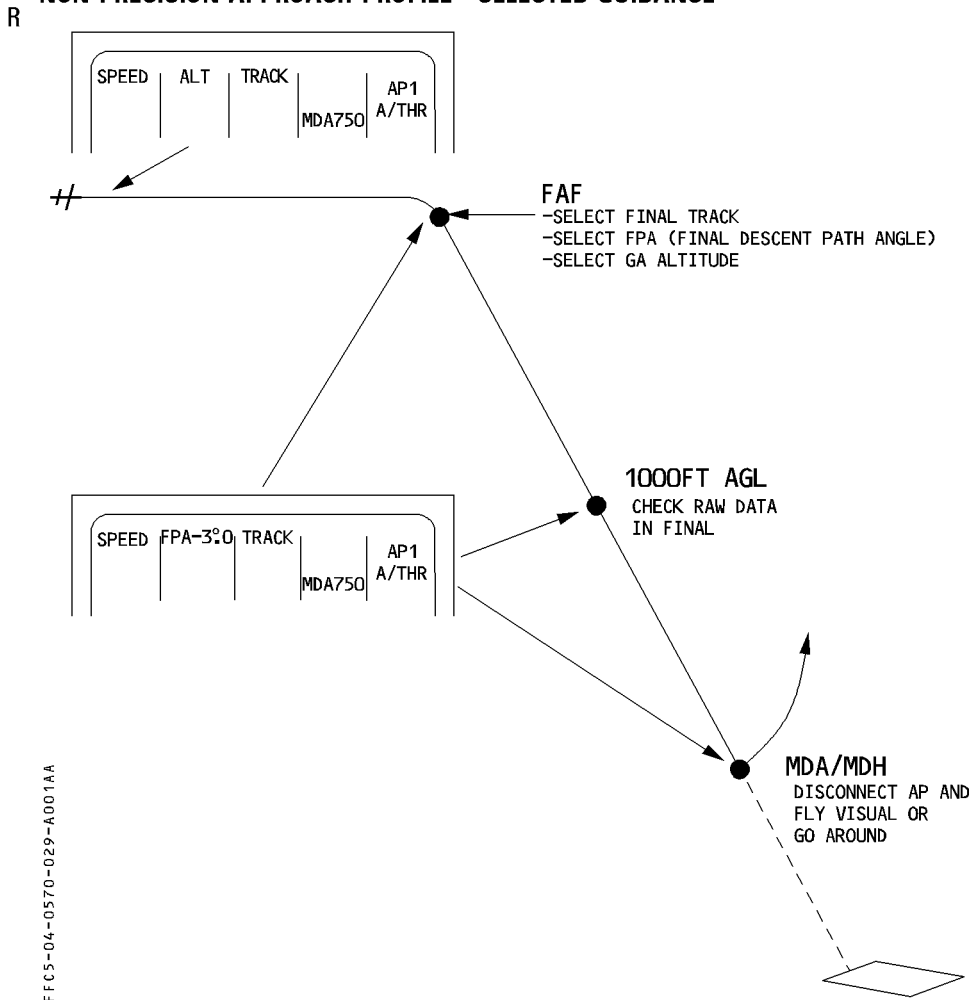 NON PRECISION APPROACH PROFILE - SELECTED GUIDANCE
R
SPEED ALT TRACK AP1
MDA750 A/THR
FAF
-SELECT FINAL TRACK
-SELECT FPA (FINAL DESCENT PATH ANGLE)
-SELECT GA ALTITUDE
1000FT AGL
CHECK RAW DATA
IN FINAL
SPEED FPA-3°.0 TRACK AP1
MDA750 A/THR
MDA/MDH
DISCONNECT AP AND
FLY VISUAL OR
GO AROUND
FFC5-04-0570-029-A001AA